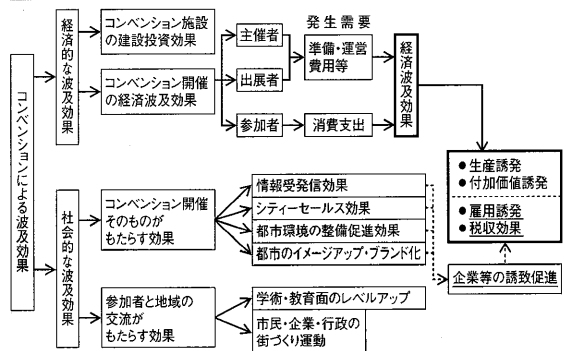 コンベンションによる波及効果
経済的な波及効果
コンベンション施設
の建設投資効果
コンベンション開催
の経済波及効果
主催者
出展者
参加者
発生需要
準備・運営
費用等
消費支出
経済波及効果
●生産誘発
●付加価値誘発
●雇用誘発
●税収効果
企業等の誘致促進
社会的な波及効果
コンベンション開催
そのものが
もたらす効果
情報受発信効果
シティーセールス効果
都市環境の整備促進効果
都市のイメージアップ・ブランド化
参加者と地域の
交流が
もたらす効果
学術・教育面のレベルアップ
市民・企業・行政の
街づくり運動